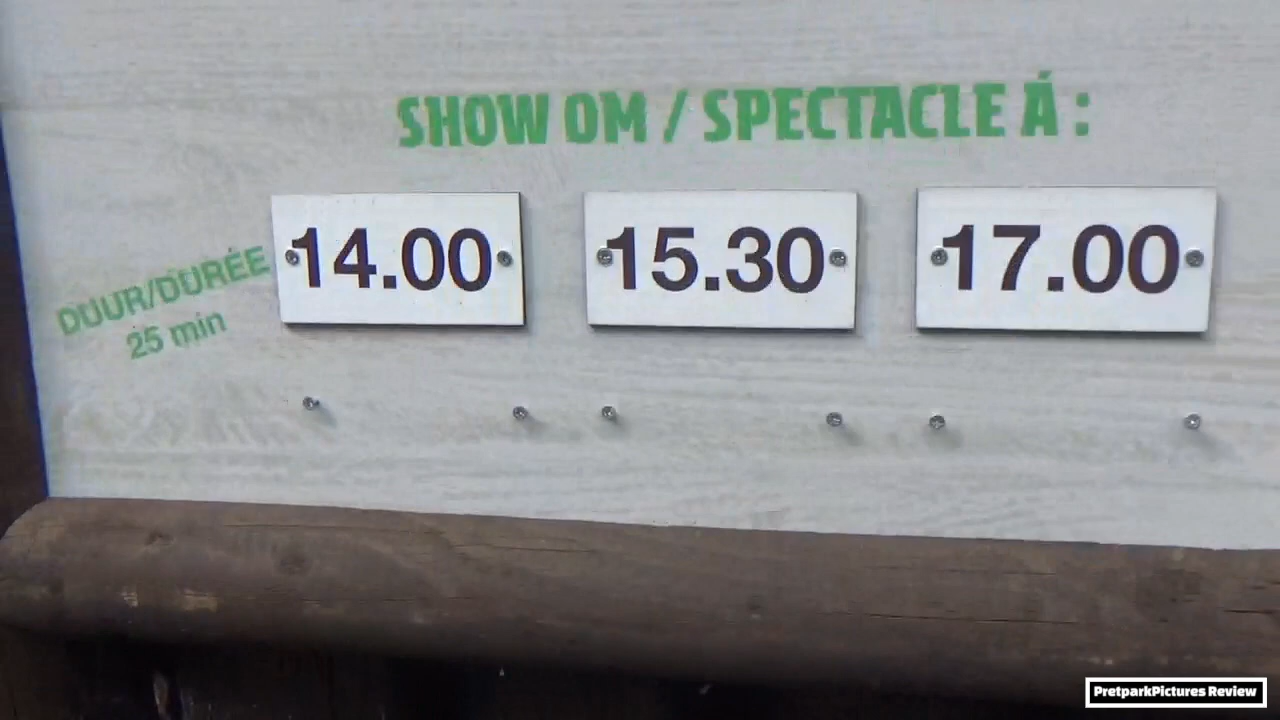 SHOW OM / SPECTACLE Á :
14.00 15.30 17.00
DUUR/DURÉE
25 min
PretparkPictures Review